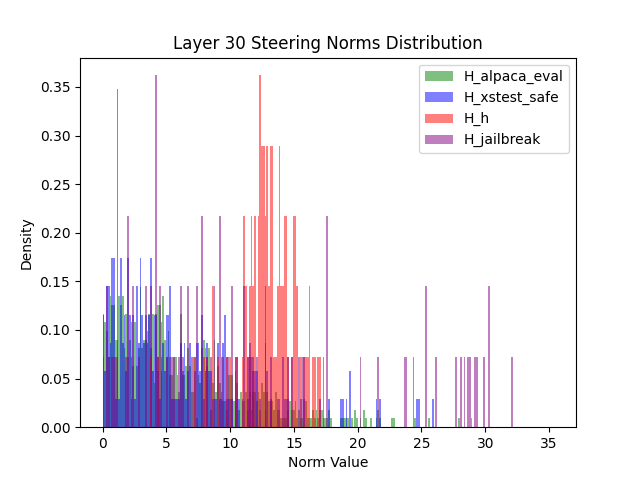 Layer 30 Steering Norms Distribution
H_alpaca_eval
H_xstest_safe
H_h
H_jailbreak
Density
0.35
0.30
0.25
0.20
0.15
0.10
0.05
0.00
0 5 10 15 20 25 30 35
Norm Value